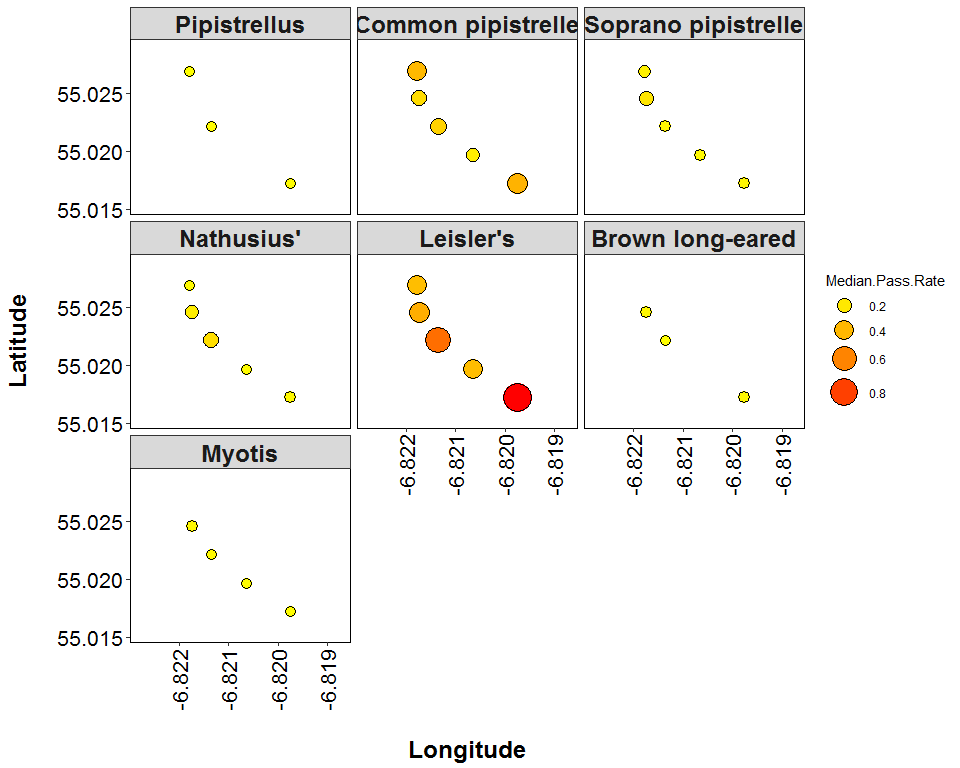 Pipistrellus
Common pipistrelle
Soprano pipistrelle
55.025
55.020
55.015
Nathusius'
Leisler's
Brown long-eared
55.025
55.020
55.015
Myotis
55.025
55.020
55.015
-6.822
-6.821
-6.820
-6.819
-6.822
-6.821
-6.820
-6.819
-6.822
-6.821
-6.820
-6.819
Latitude
Longitude
Median.Pass.Rate
0.2
0.4
0.6
0.8